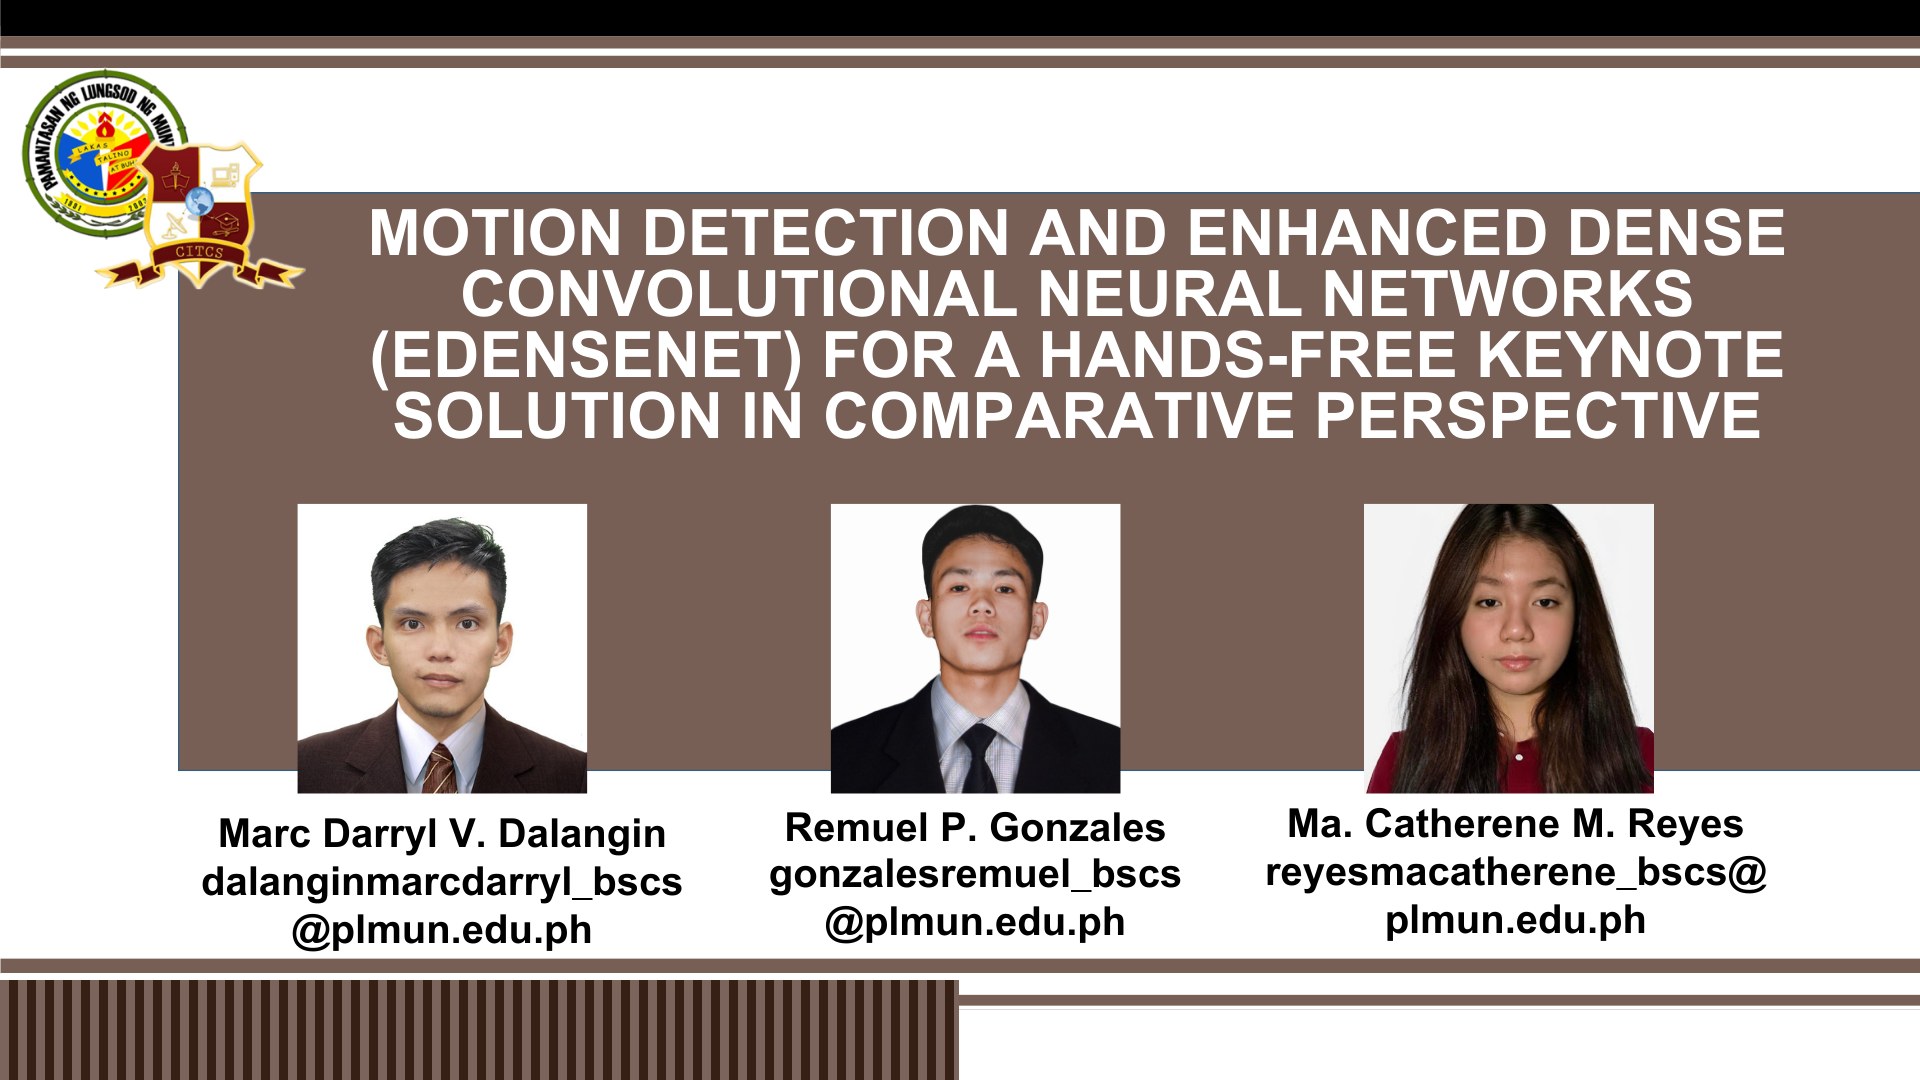 PAMANTASAN NG LUNGSOD NG MUNT
LAKAS
TALINO
AT BUH
1991
CITCS
MOTION DETECTION AND ENHANCED DENSE
CONVOLUTIONAL NEURAL NETWORKS
(EDENSENET) FOR A HANDS-FREE KEYNOTE
SOLUTION IN COMPARATIVE PERSPECTIVE
Marc Darryl V. Dalangin
dalanginmarcdarryl_bscs
@plmun.edu.ph
Remuel P. Gonzales
gonzalesremuel_bscs
@plmun.edu.ph
Ma. Catherene M. Reyes
reyesmacatherene_bscs@
plmun.edu.ph